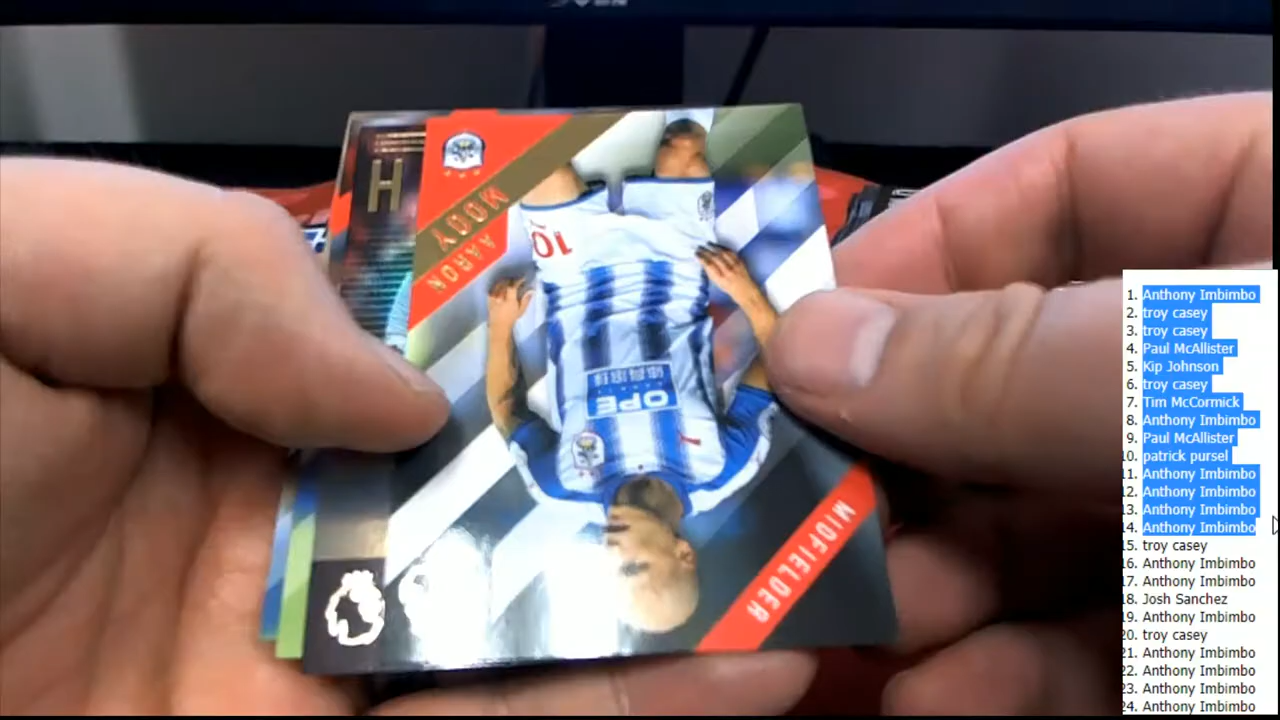 H
MOOY
AARON
10
OPE
SPORTS
MIDFIELDER
1. Anthony Imbimbo
2. troy casey
3. troy casey
4. Paul McAllister
5. Kip Johnson
6. troy casey
7. Tim McCormick
8. Anthony Imbimbo
9. Paul McAllister
10. patrick pursel
11. Anthony Imbimbo
12. Anthony Imbimbo
13. Anthony Imbimbo
14. Anthony Imbimbo
15. troy casey
16. Anthony Imbimbo
17. Anthony Imbimbo
18. Josh Sanchez
19. Anthony Imbimbo
20. troy casey
21. Anthony Imbimbo
22. Anthony Imbimbo
23. Anthony Imbimbo
24. Anthony Imbimbo